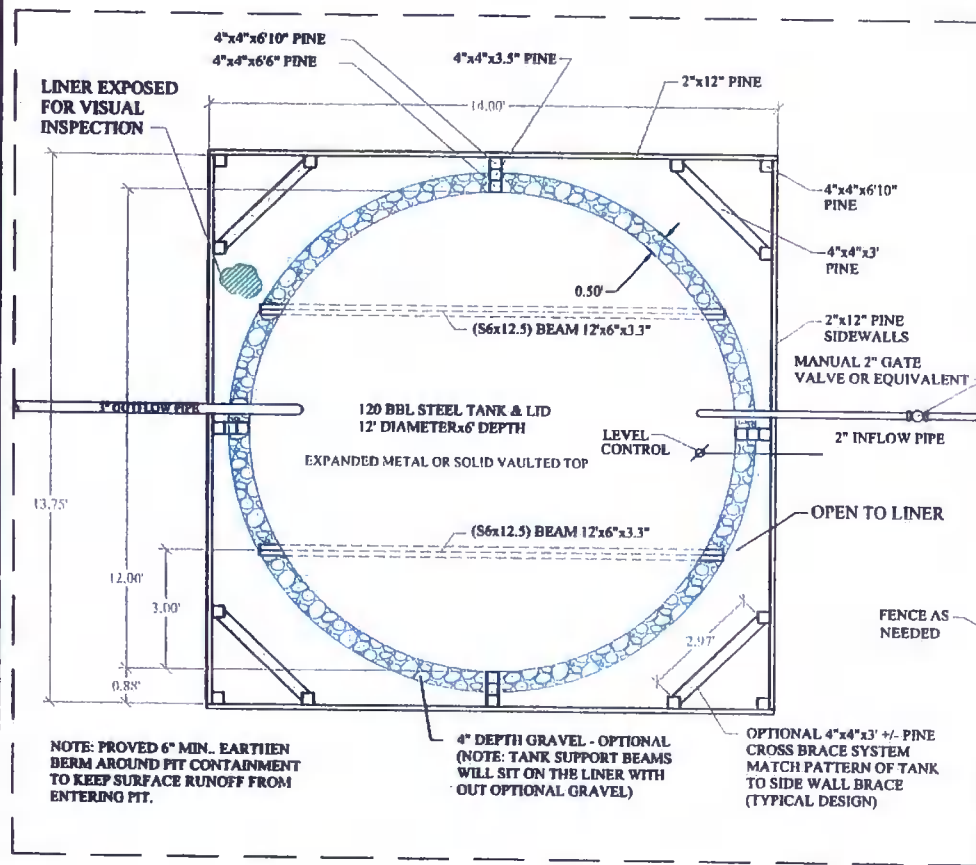 4"x4"x6'10" PINE
4"x4"x6'6" PINE
4"x4"x3.5" PINE
2"x12" PINE
LINER EXPOSED
FOR VISUAL
INSPECTION
14.00'
4"x4"x6'10"
PINE
4"x4"x3'
PINE
0.50'
(S6x12.5) BEAM 12'x6"x3.3"
2"x12" PINE
SIDEWALLS
MANUAL 2" GATE
VALVE OR EQUIVALENT
3" OUTFLOW PIPE
120 BBL STEEL TANK & LID
12' DIAMETERx6' DEPTH
EXPANDED METAL OR SOLID VAULTED TOP
LEVEL
CONTROL
2" INFLOW PIPE
13.75'
OPEN TO LINER
(S6x12.5) BEAM 12'x6"x3.3"
12.00'
3.00'
FENCE AS
NEEDED
2.97'
0.88'
NOTE: PROVED 6" MIN.. EARTHEN
BERM AROUND PIT CONTAINMENT
TO KEEP SURFACE RUNOFF FROM
ENTERING PIT.
4" DEPTH GRAVEL - OPTIONAL
(NOTE: TANK SUPPORT BEAMS
WILL SIT ON THE LINER WITH
OUT OPTIONAL GRAVEL)
OPTIONAL 4"x4"x3' +/- PINE
CROSS BRACE SYSTEM
MATCH PATTERN OF TANK
TO SIDE WALL BRACE
(TYPICAL DESIGN)